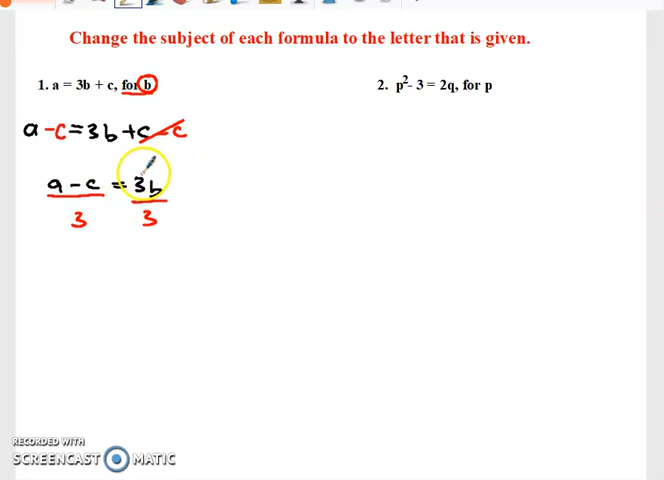 Change the subject of each formula to the letter that is given.
1. a = 3b + c, for b
a - c = 3b + c - c
a - c = 3b
3 3
2. p² - 3 = 2q, for p
RECORDED WITH
SCREENCAST MATIC